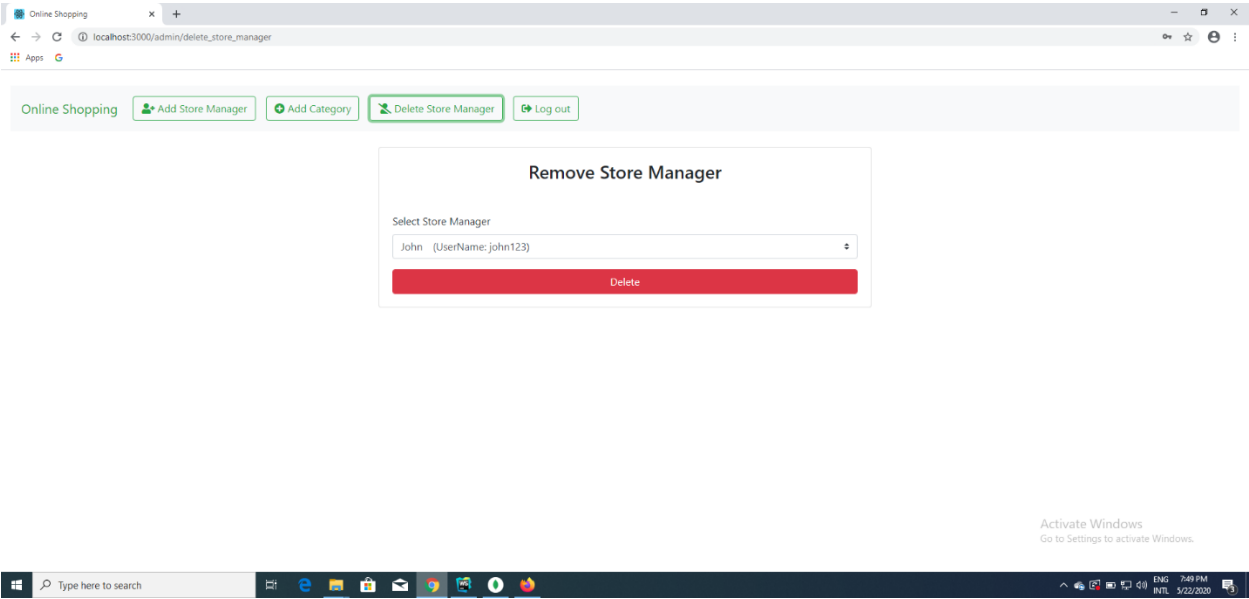 Online Shopping
localhost:3000/admin/delete_store_manager
Apps
Online Shopping Add Store Manager Add Category Delete Store Manager Log out
Remove Store Manager
Select Store Manager
John (UserName: john123)
Delete
Activate Windows
Go to Settings to activate Windows.
Type here to search
ENG 7:49 PM
INTL 5/22/2020
3